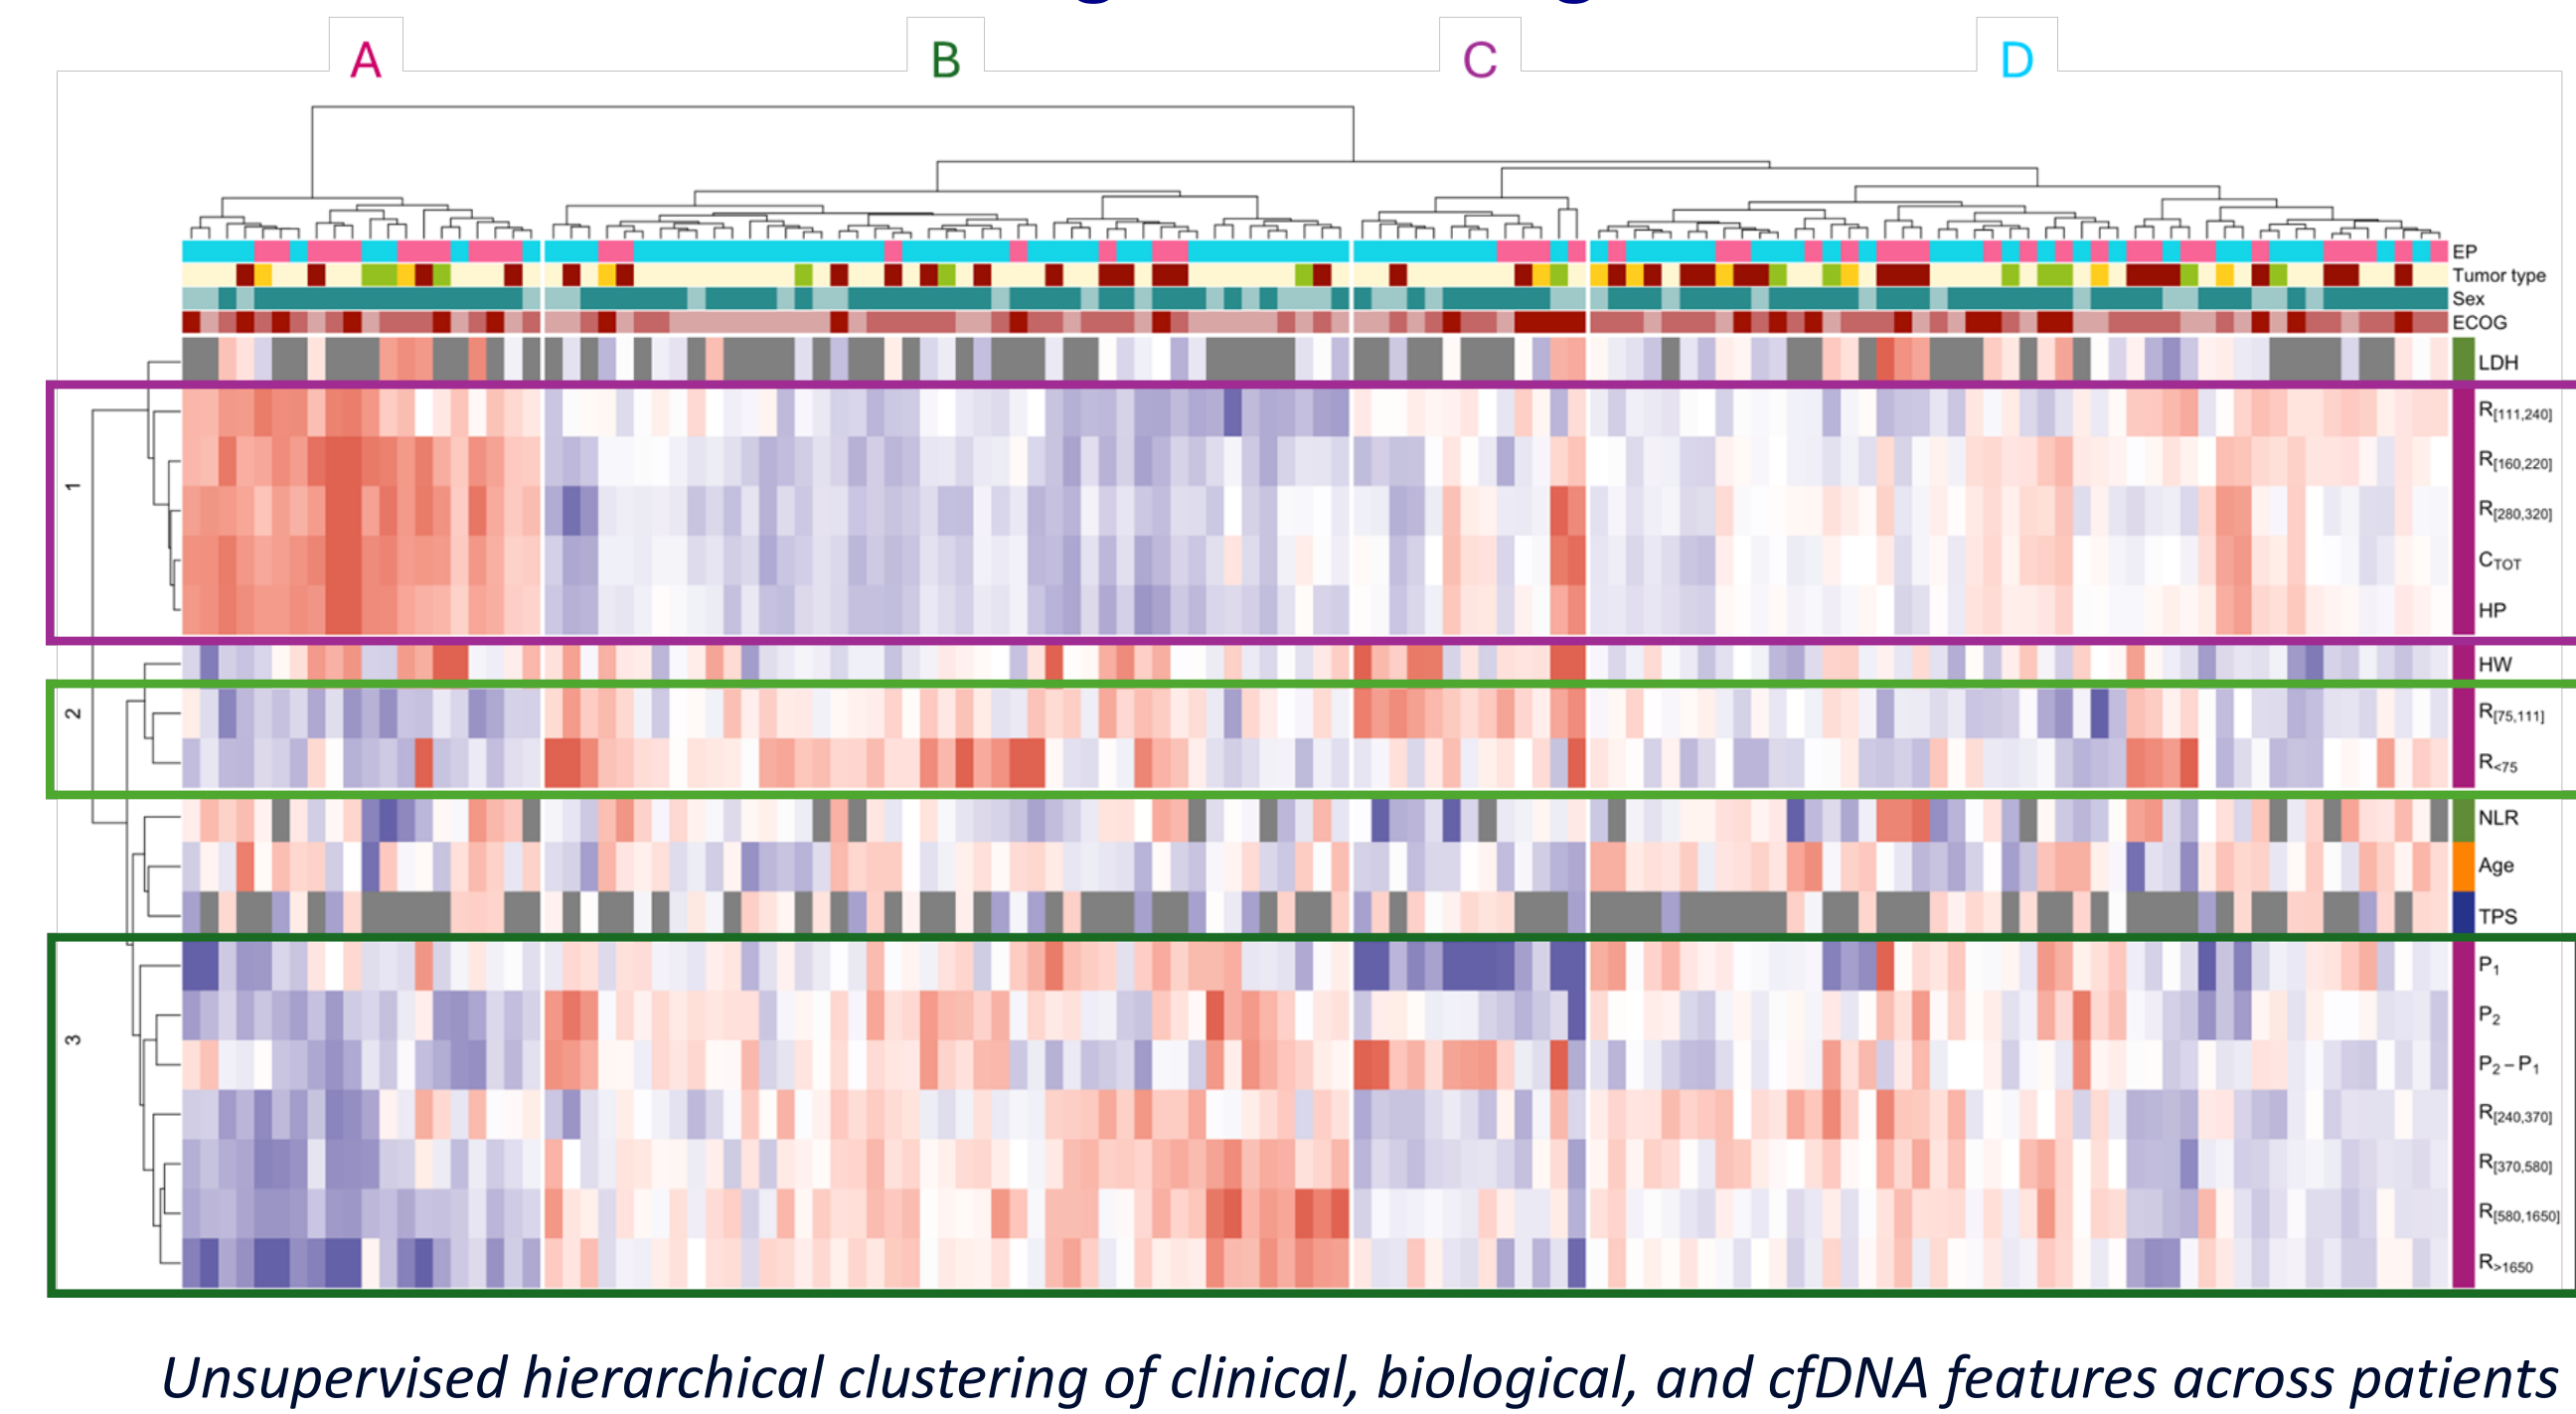 A B C D
EP
Tumor type
Sex
ECOG
LDH
R[111,240]
R[160,220]
1
R[280,320]
CTOT
HP
HW
2
R[75,111]
R<75
NLR
Age
TPS
P1
P2
3
P2 – P1
R[240,370]
R[370,580]
R[580,1650]
R>1650
Unsupervised hierarchical clustering of clinical, biological, and cfDNA features across patients